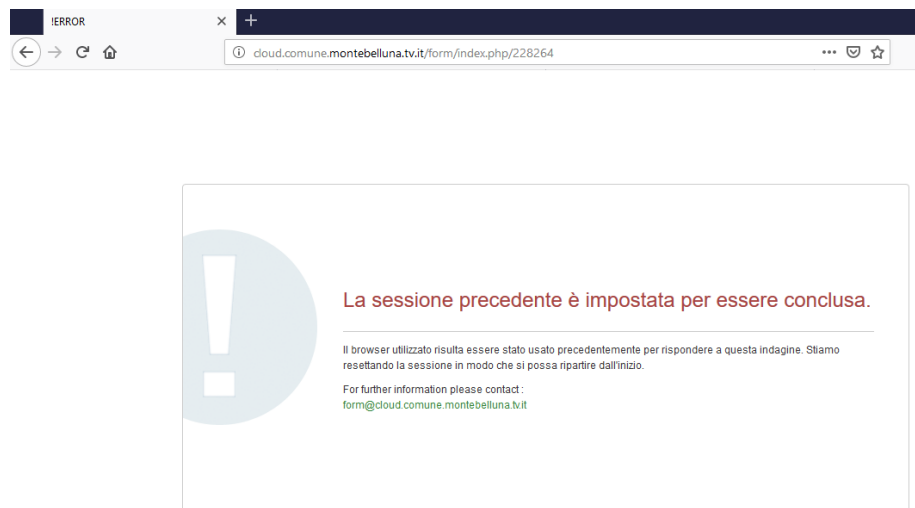 !ERROR
cloud.comune.montebelluna.tv.it/form/index.php/228264
La sessione precedente è impostata per essere conclusa.
Il browser utilizzato risulta essere stato usato precedentemente per rispondere a questa indagine. Stiamo
resettando la sessione in modo che si possa ripartire dall'inizio.
For further information please contact :
form@cloud.comune.montebelluna.tv.it